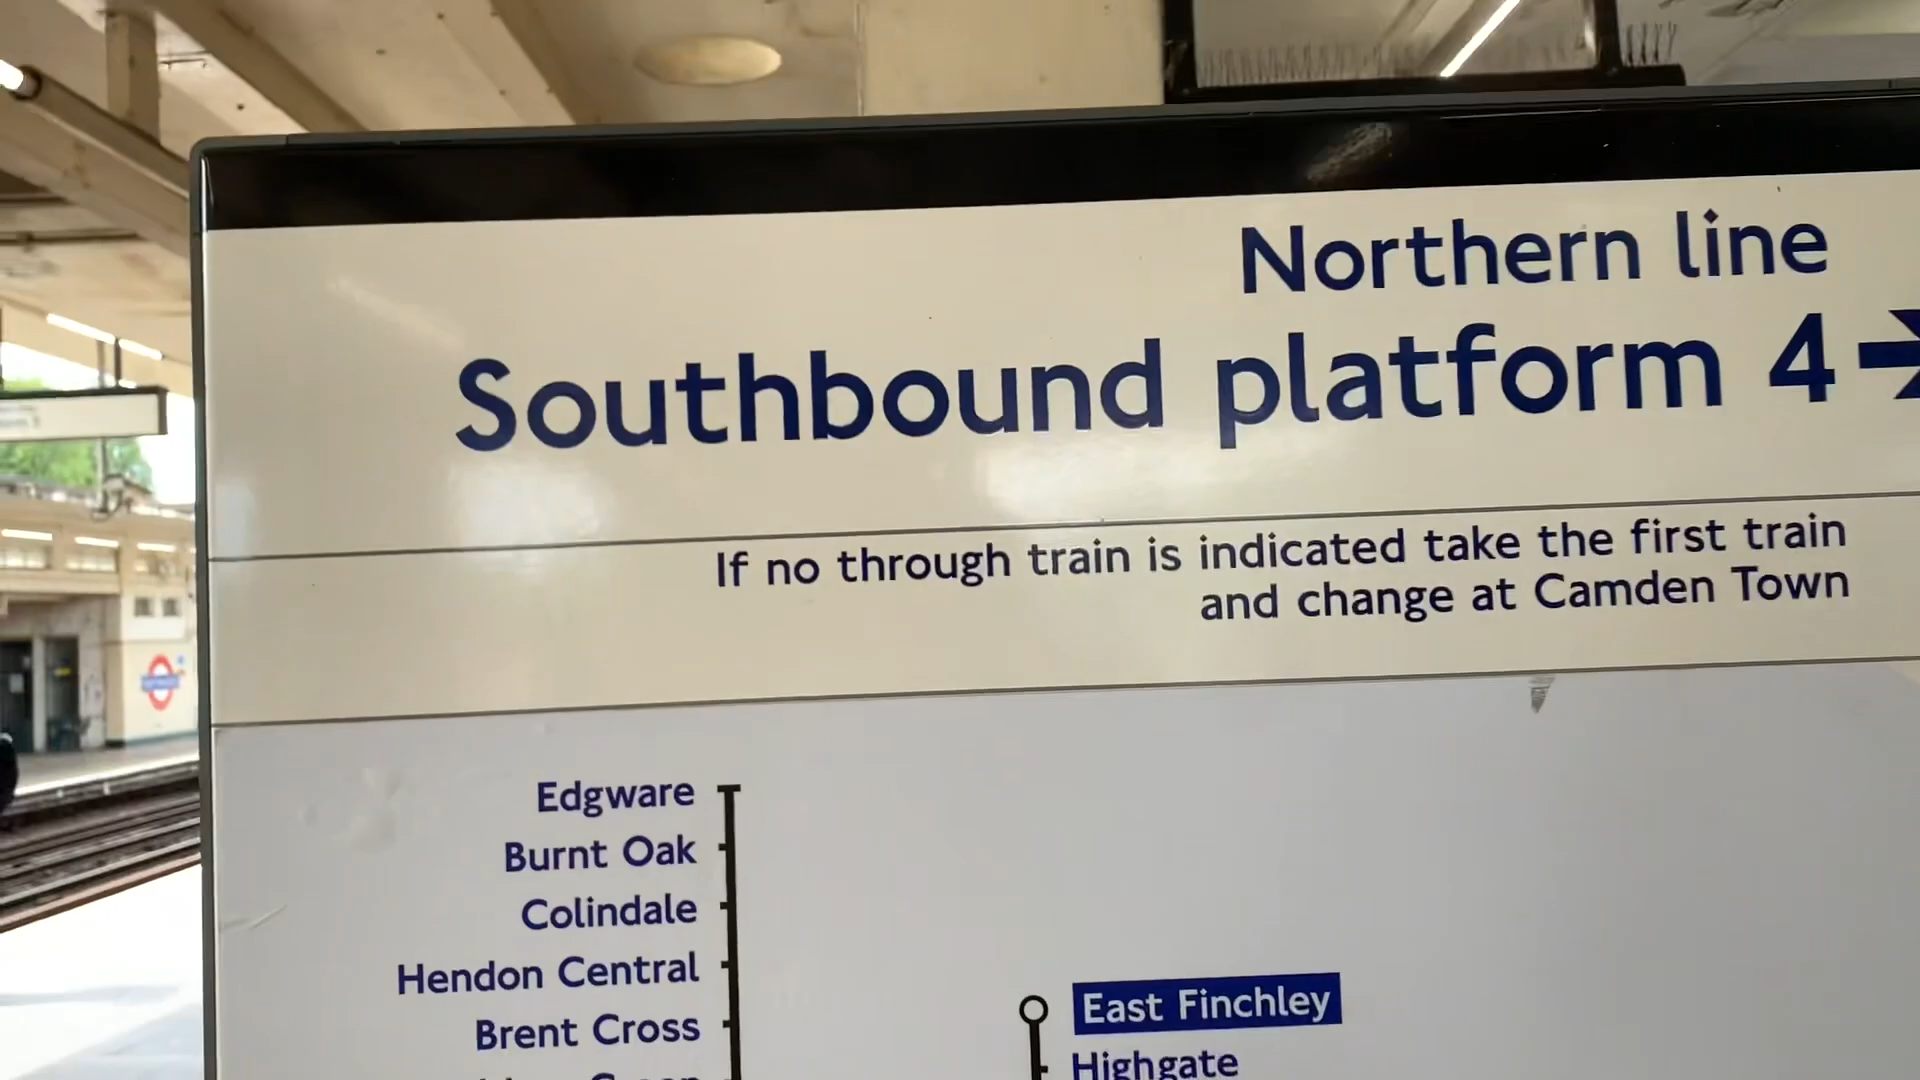 Northern line
Southbound platform 4 →
If no through train is indicated take the first train
and change at Camden Town
Edgware
Burnt Oak
Colindale
Hendon Central
Brent Cross
East Finchley
Highgate